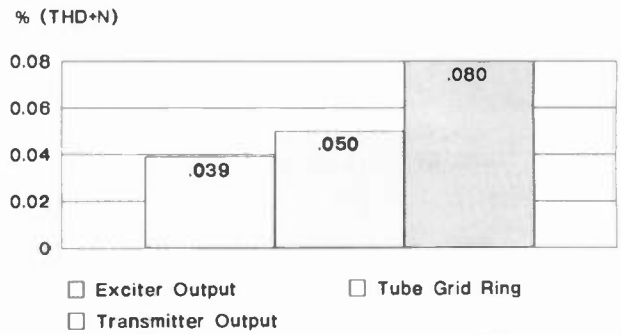 % (THD+N)
0.08
.080
0.06
.050
0.04
.039
0.02
0
Exciter Output
Tube Grid Ring
Transmitter Output